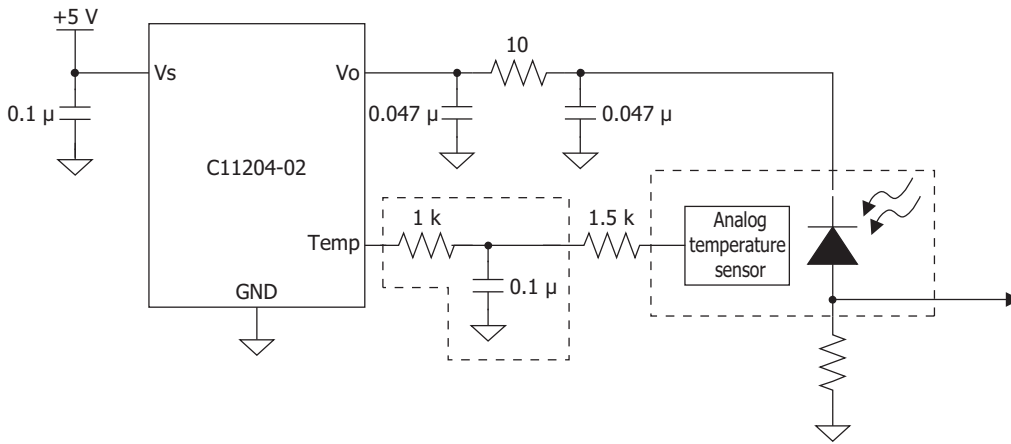 +5 V
10
Vs
Vo
0.1 µ
0.047 µ
0.047 µ
C11204-02
1 k
1.5 k
Analog
temperature
sensor
Temp
0.1 µ
GND